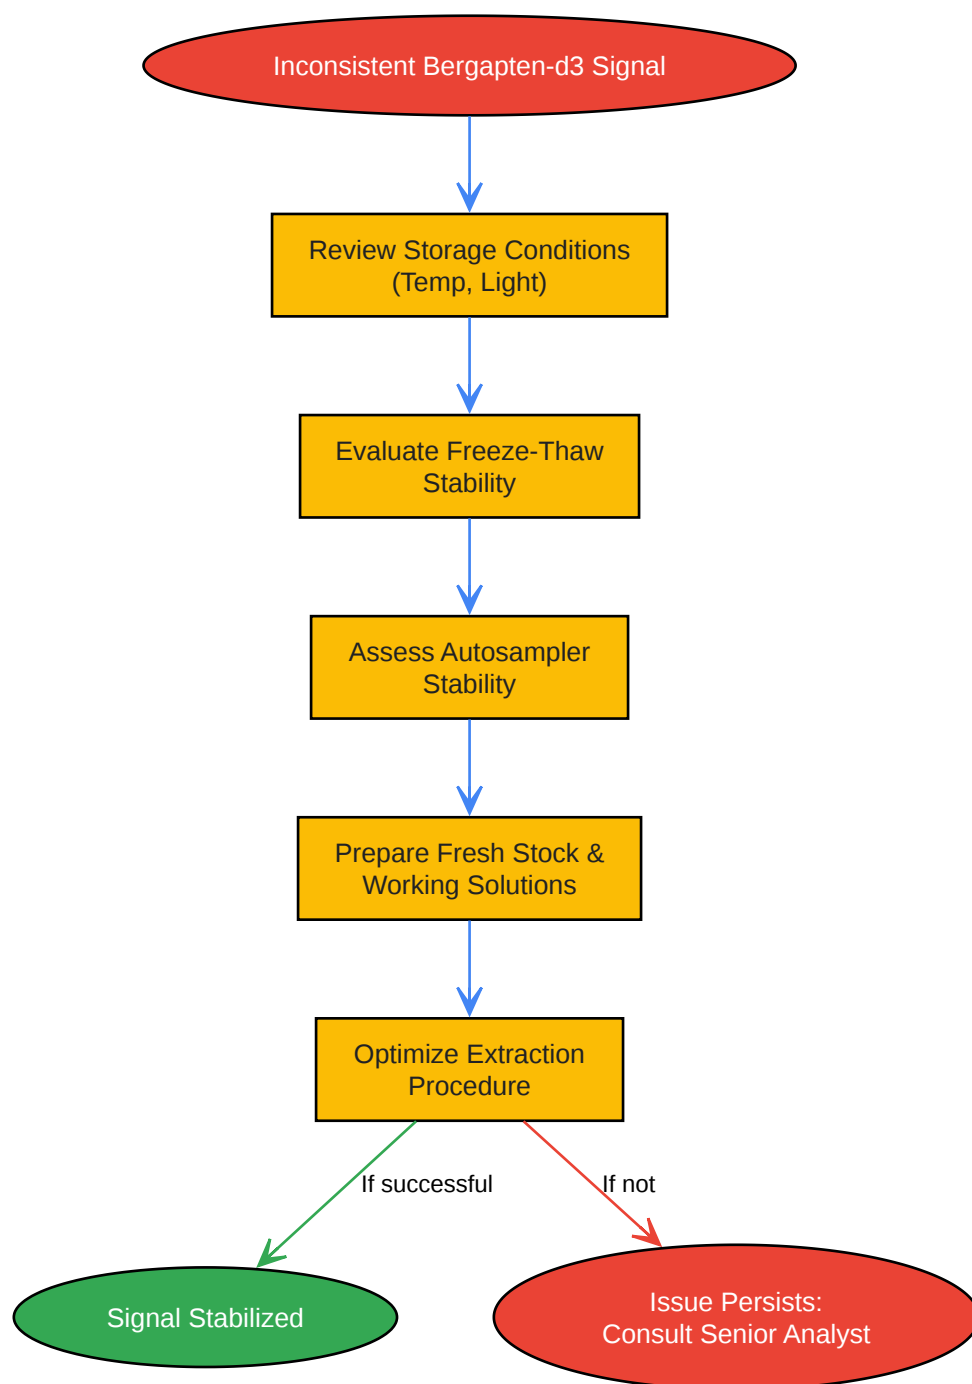 Inconsistent Bergapten-d3 Signal
Review Storage Conditions
(Temp, Light)
Evaluate Freeze-Thaw
Stability
Assess Autosampler
Stability
Prepare Fresh Stock &
Working Solutions
Optimize Extraction
Procedure
If successful
If not
Signal Stabilized
Issue Persists:
Consult Senior Analyst